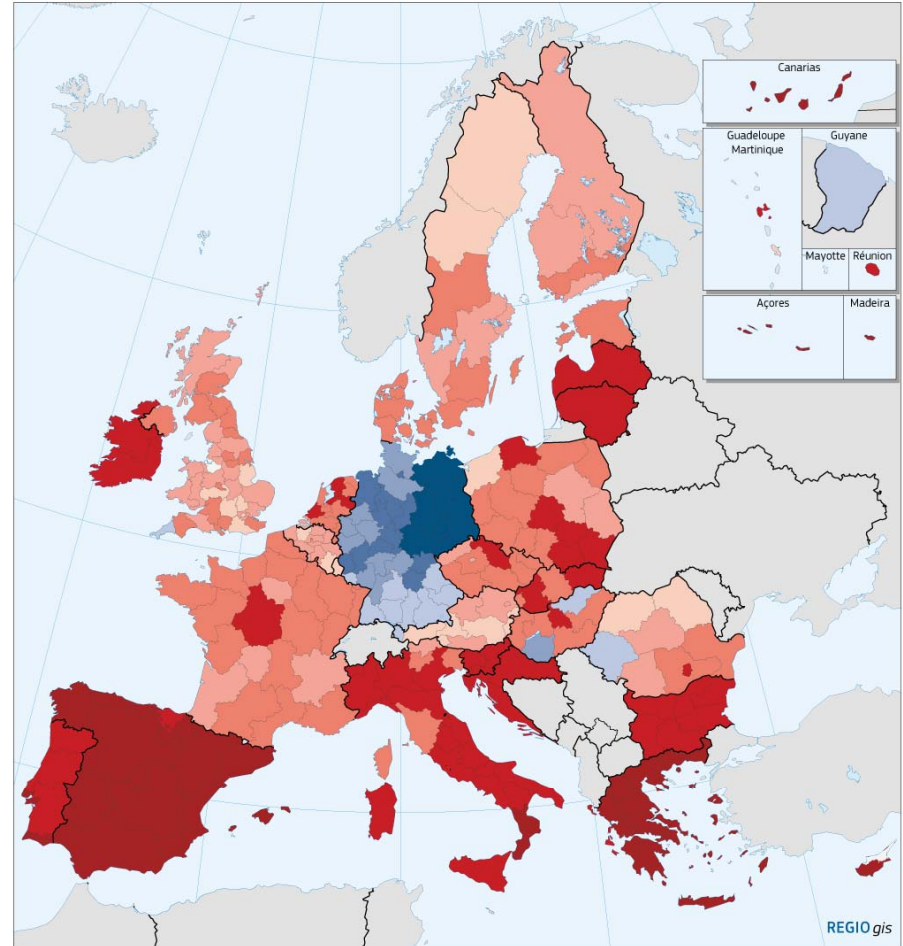 Canarias
Guadeloupe
Martinique
Guyane
Mayotte
Réunion
Açores
Madeira
REGIOgis